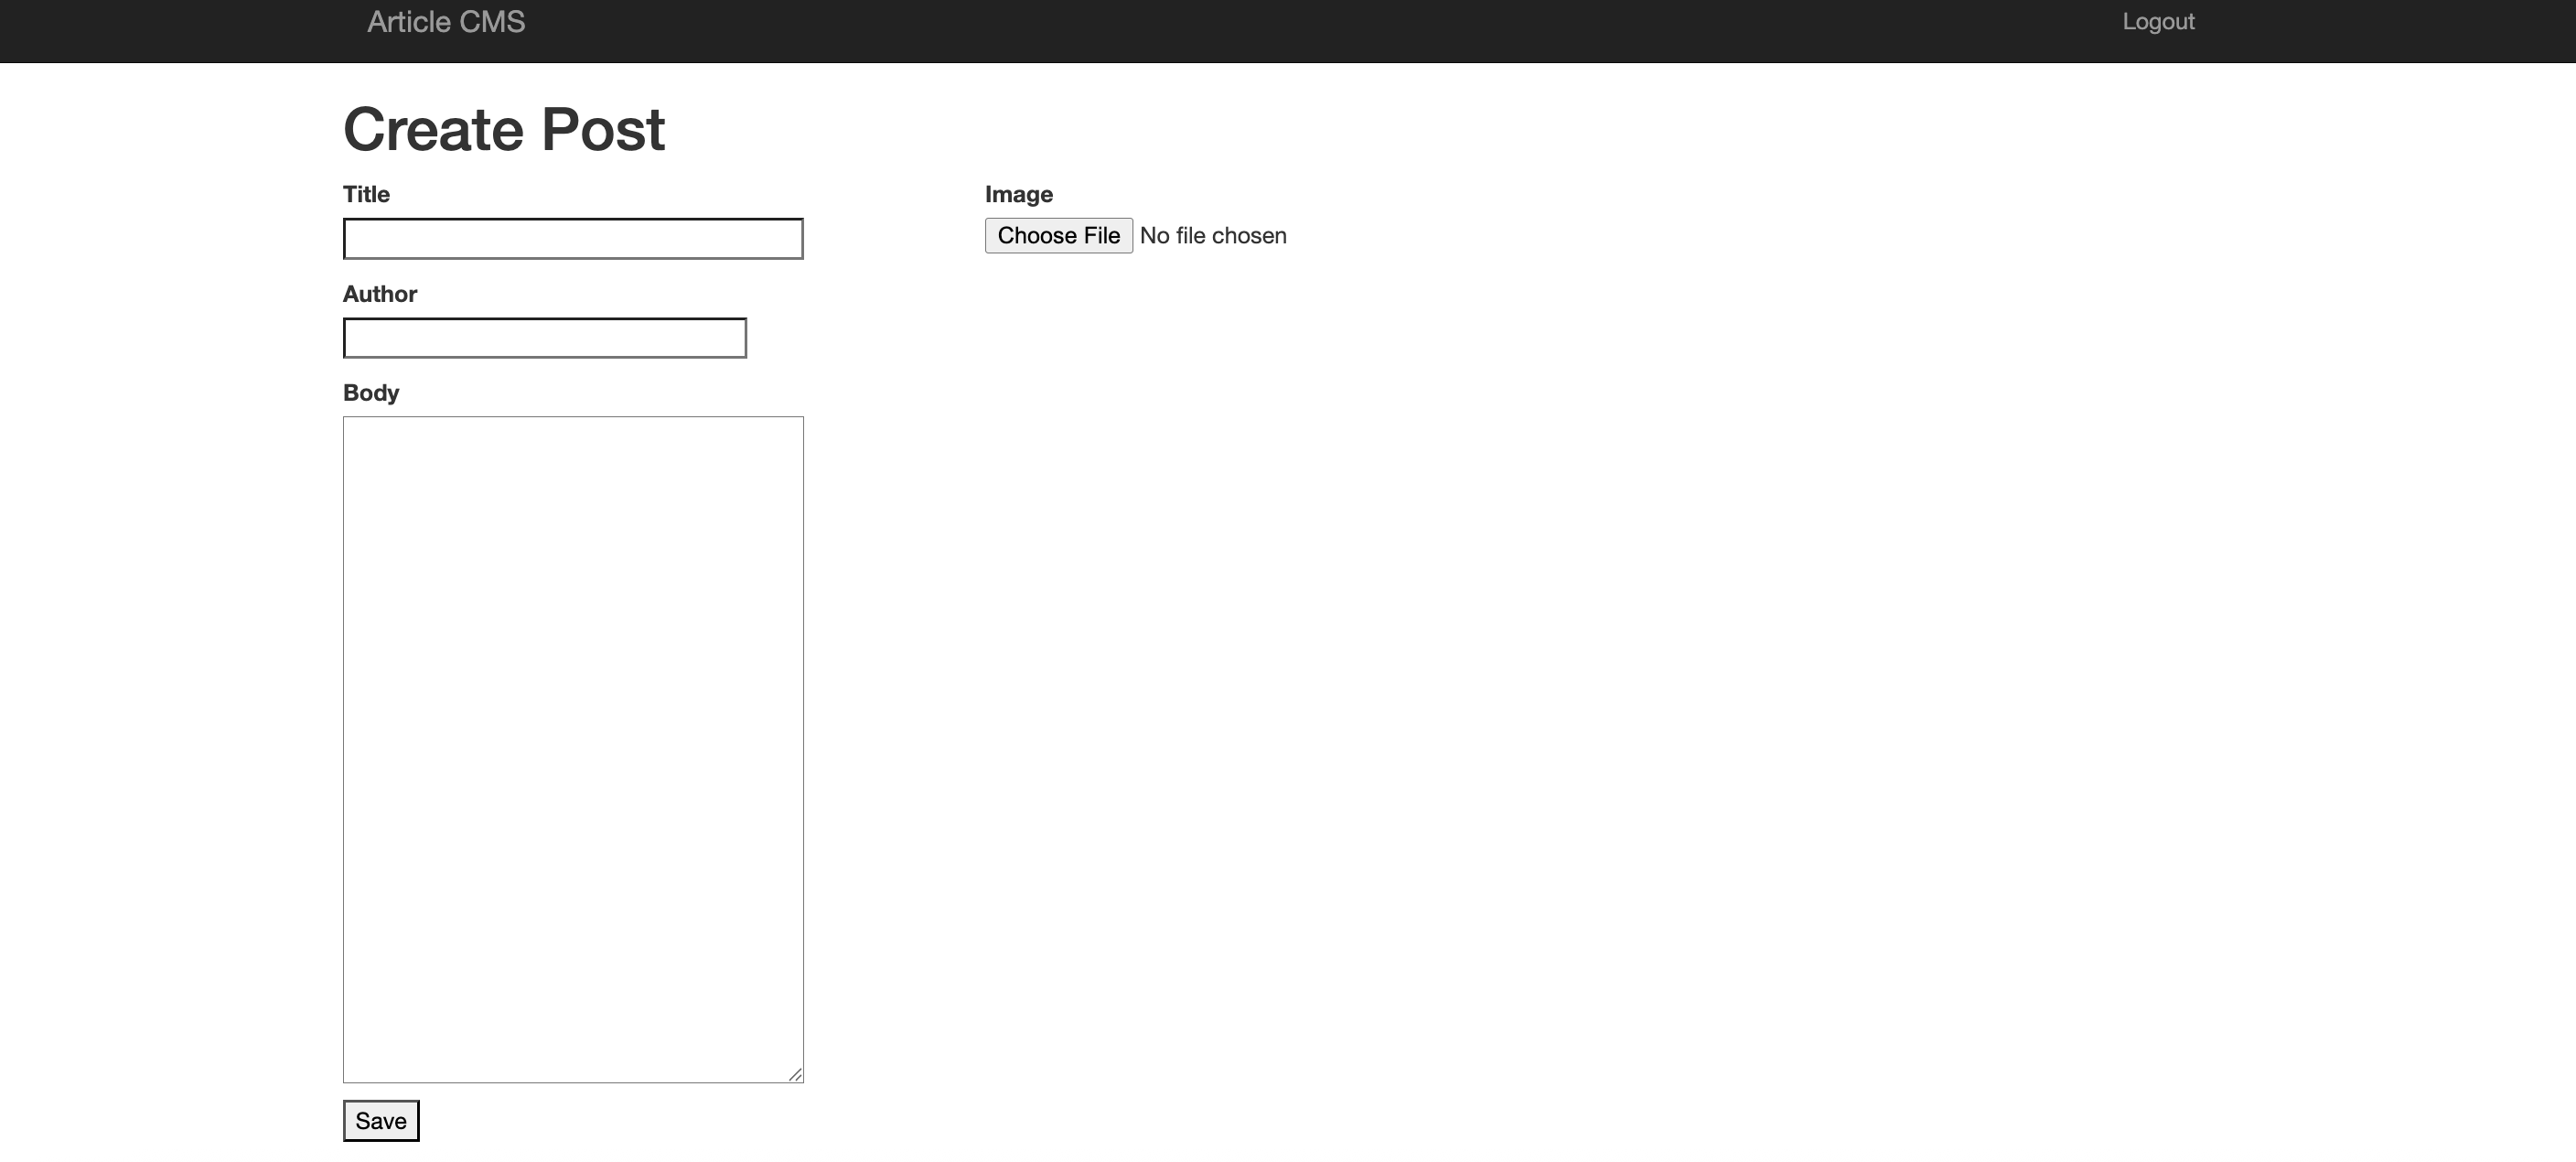 Article CMS
Logout
Create Post
Title
Image
Choose File No file chosen
Author
Body
Save